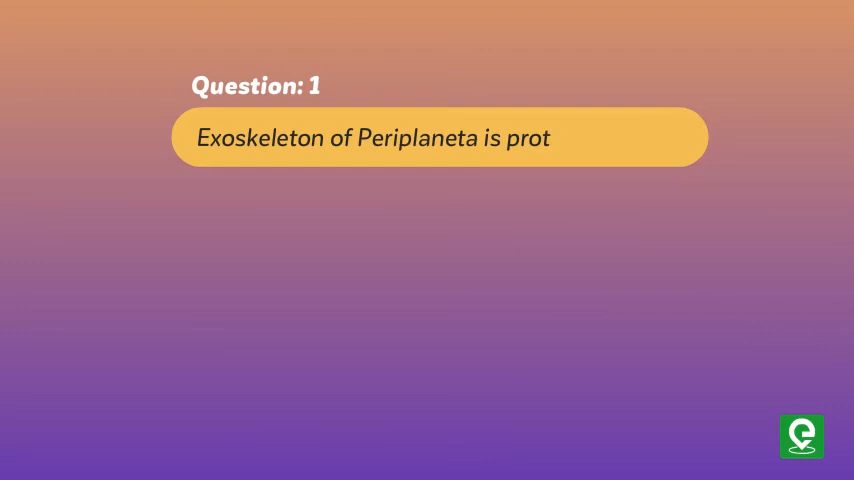 Question: 1
Exoskeleton of Periplaneta is prot